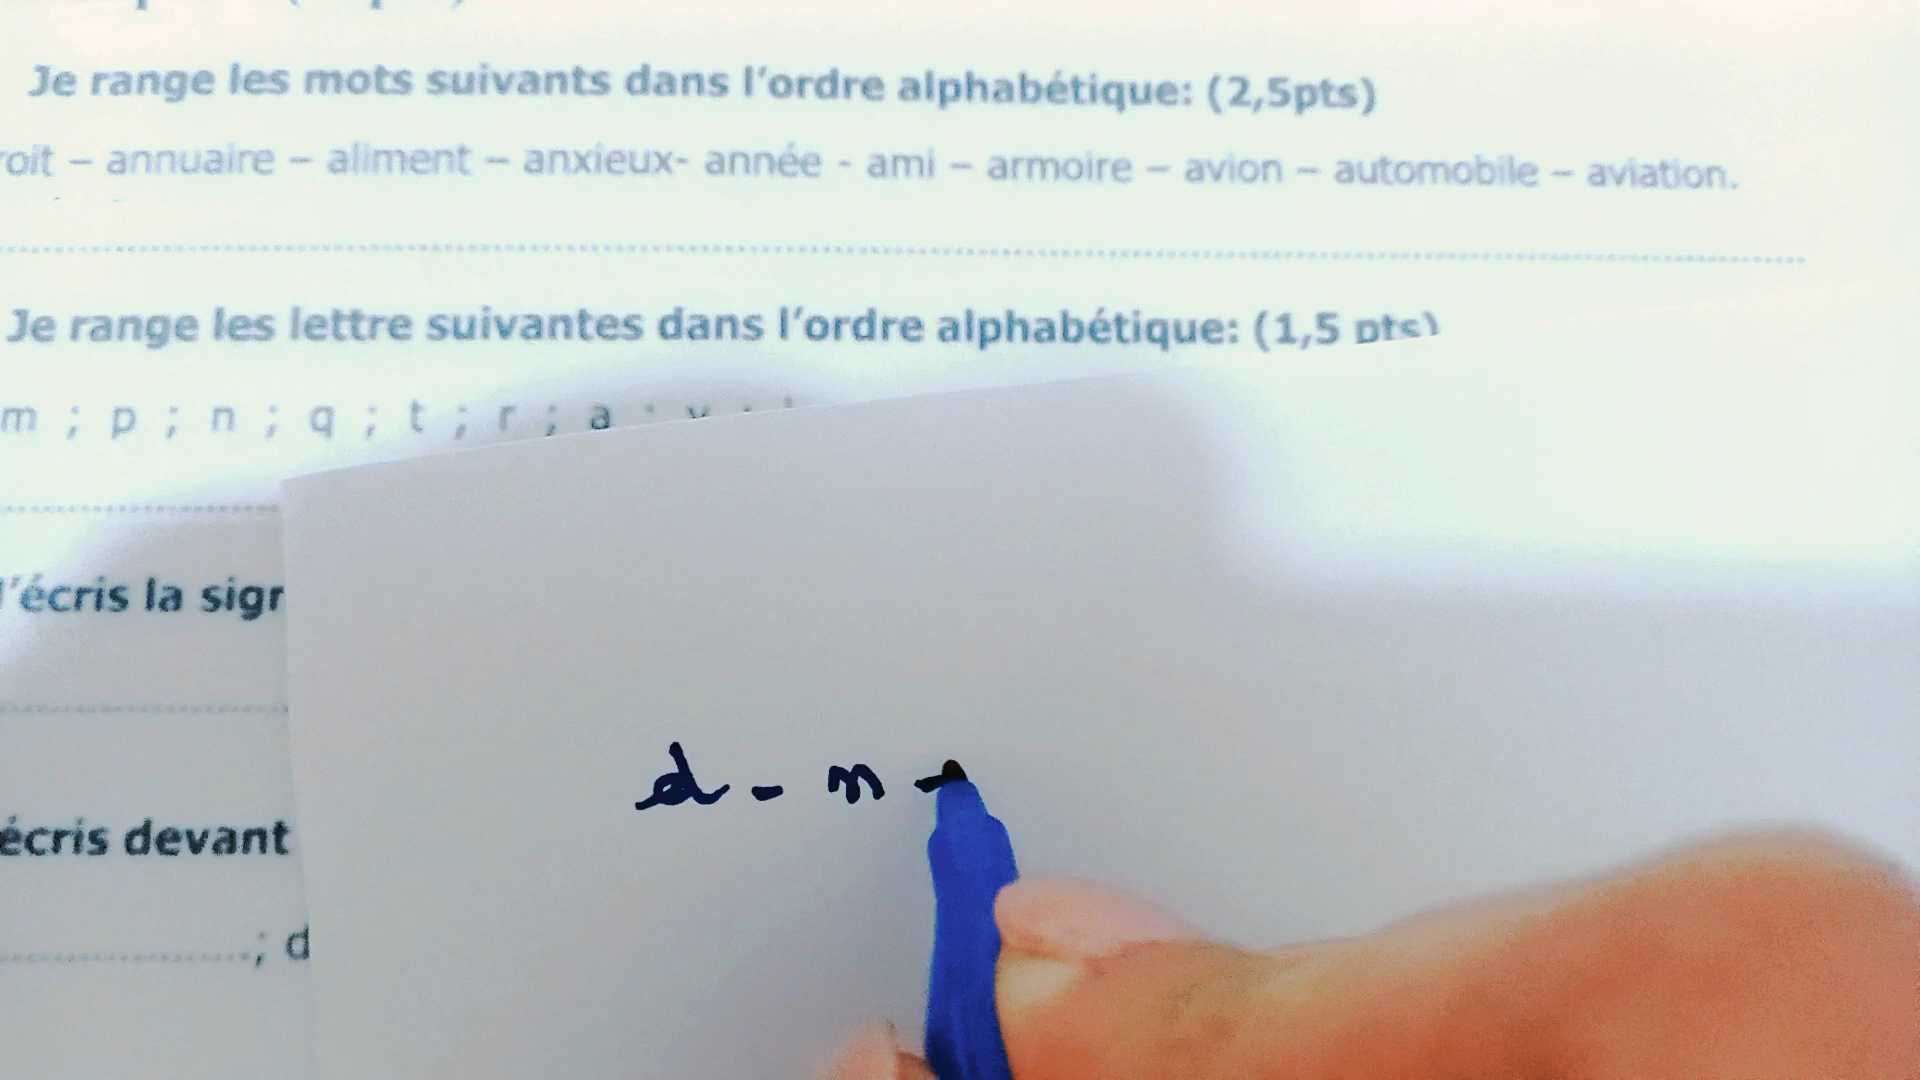 Je range les mots suivants dans l'ordre alphabétique: (2,5pts)
roit – annuaire – aliment – anxieux- année - ami – armoire – avion – automobile – aviation.
Je range les lettre suivantes dans l'ordre alphabétique: (1,5 pts)
m ; p ; n ; q ; t ; r ; a
l'écris la sign
d - m -
écris devant
; d